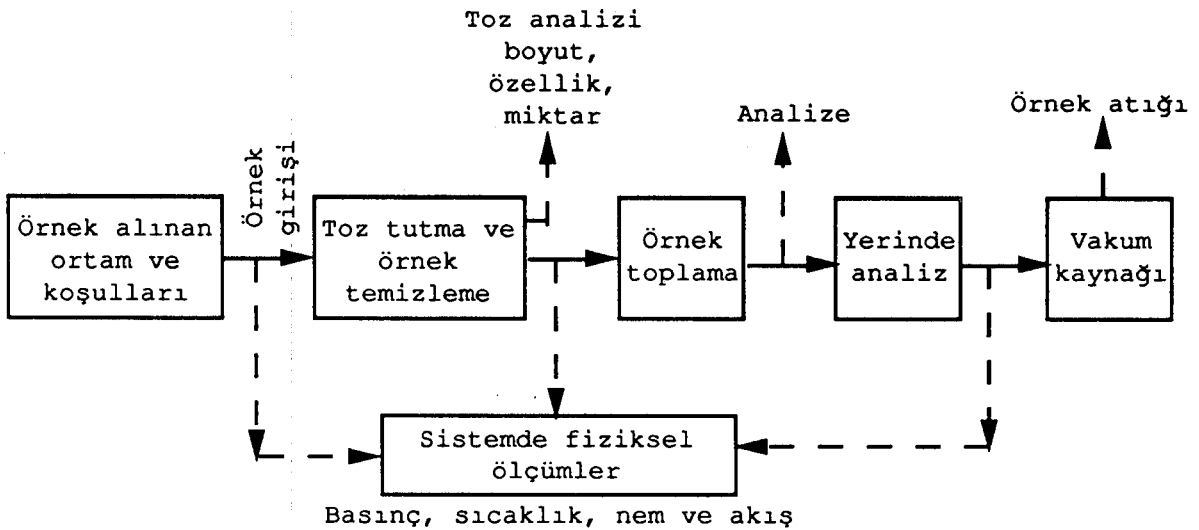 Toz analizi
boyut,
özellik,
miktar
Analize
Örnek atığı
Örnek
girişi
Örnek alınan
ortam ve
koşulları
Toz tutma ve
örnek
temizleme
Örnek
toplama
Yerinde
analiz
Vakum
kaynağı
Sistemde fiziksel
ölçümler
Basınç, sıcaklık, nem ve akış